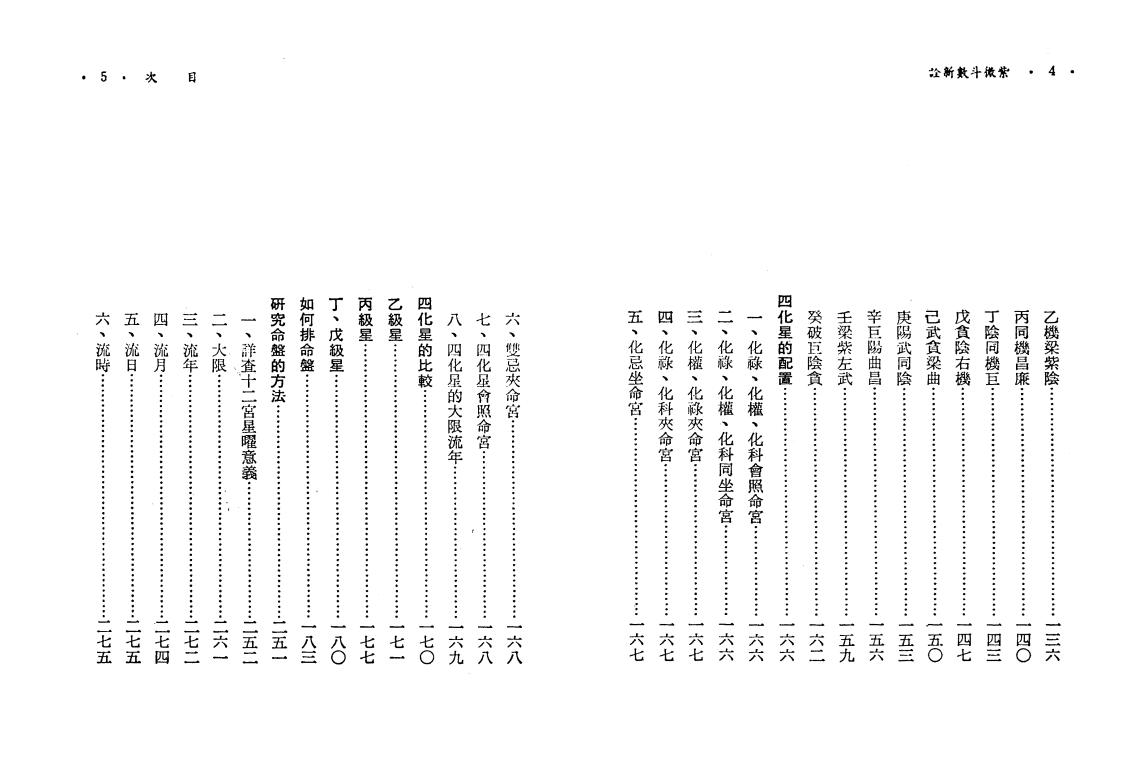 紫微斗數新詮 • 4 •
乙機梁紫陰……一三六
丙同機昌廉……一四〇
丁陰同機巨……一四三
戊貪陰右機……一四七
己武貪梁曲……一五〇
庚陽武同陰……一五三
辛巨陽曲昌……一五六
壬梁紫左武……一五九
癸破巨陰貪……一六二
四化星的配置……一六六
一、化祿、化權、化科會照命宮……一六六
二、化祿、化權、化科同坐命宮……一六六
三、化權、化祿夾命宮……一六七
四、化祿、化科夾命宮……一六七
五、化忌坐命宮……一六七
• 5 • 目次
六、雙忌夾命宮……一六八
七、四化星會照命宮……一六八
八、四化星的大限流年……一六九
四化星的比較……一七〇
乙級星……一七一
丙級星……一七七
丁、戊級星……一八〇
如何排命盤……一八三
研究命盤的方法……二五一
一、詳查十二宮星曜意義……二五二
二、大限……二六一
三、流年……二七二
四、流月……二七四
五、流日……二七五
六、流時……二七五